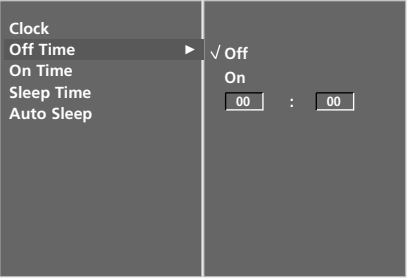 Clock
Off Time ►
On Time
Sleep Time
Auto Sleep
√ Off
On
00 : 00